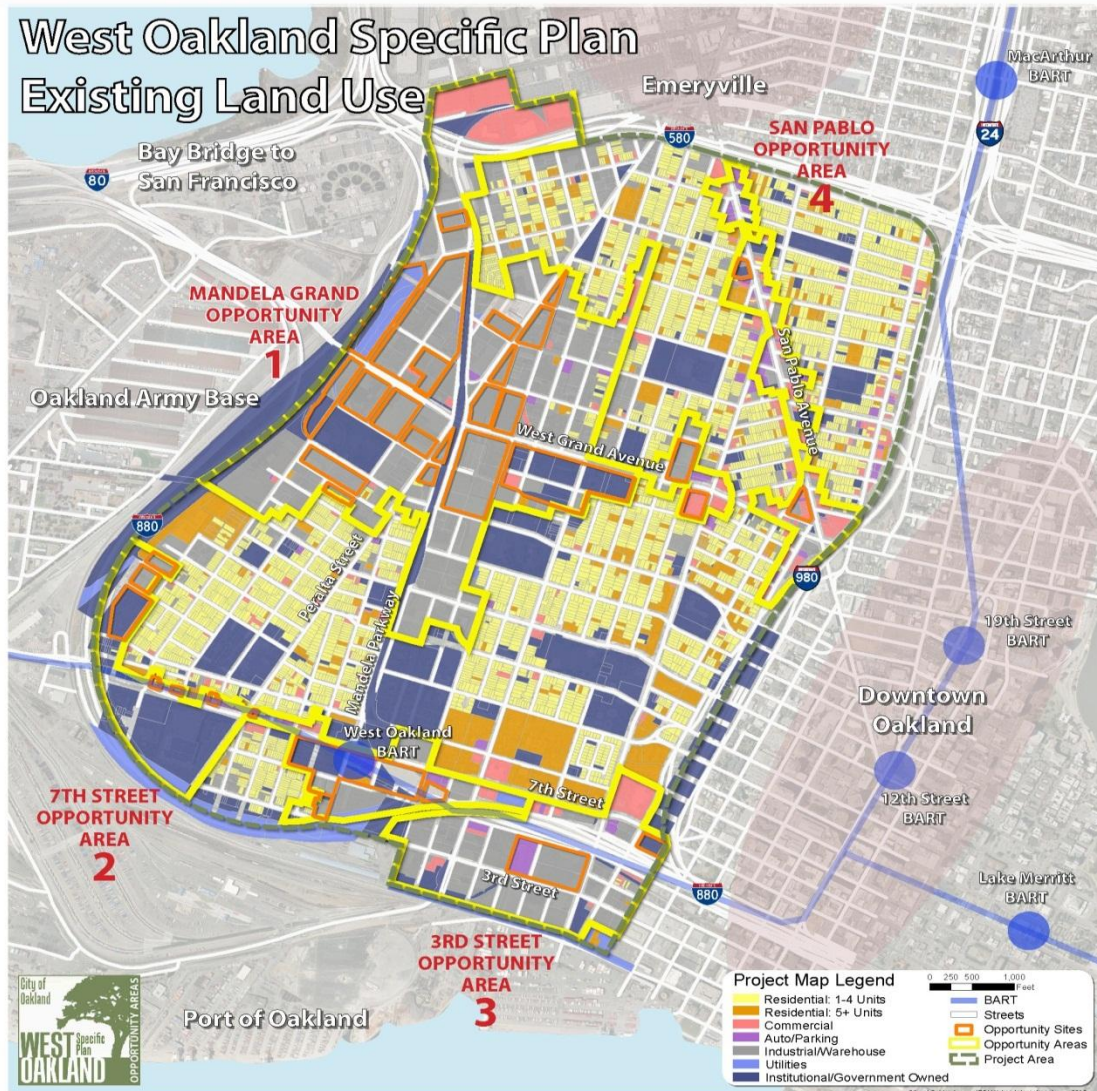 West Oakland Specific Plan
Existing Land Use
Emeryville
MacArthur
BART
580
24
SAN PABLO
OPPORTUNITY
AREA
4
Bay Bridge to
San Francisco
80
MANDELA GRAND
OPPORTUNITY
AREA
1
Oakland Army Base
San Pablo Avenue
West Grand Avenue
880
Peralta Street
Mandela Parkway
980
19th Street
BART
Downtown
Oakland
West Oakland
BART
7th Street
12th Street
BART
7TH STREET
OPPORTUNITY
AREA
2
3rd Street
880
Lake Merritt
BART
3RD STREET
OPPORTUNITY
AREA
3
Port of Oakland
City of
Oakland
WEST
Specific
Plan
OAKLAND
OPPORTUNITY AREAS
Project Map Legend
Residential: 1-4 Units
Residential: 5+ Units
Commercial
Auto/Parking
Industrial/Warehouse
Utilities
Institutional/Government Owned
0 250 500 1,000
Feet
BART
Streets
Opportunity Sites
Opportunity Areas
Project Area